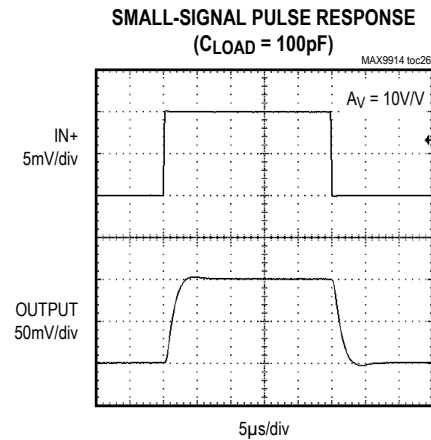 SMALL-SIGNAL PULSE RESPONSE
(CLOAD = 100pF)
MAX9914 toc26
AV = 10V/V
IN+
5mV/div
OUTPUT
50mV/div
5µs/div